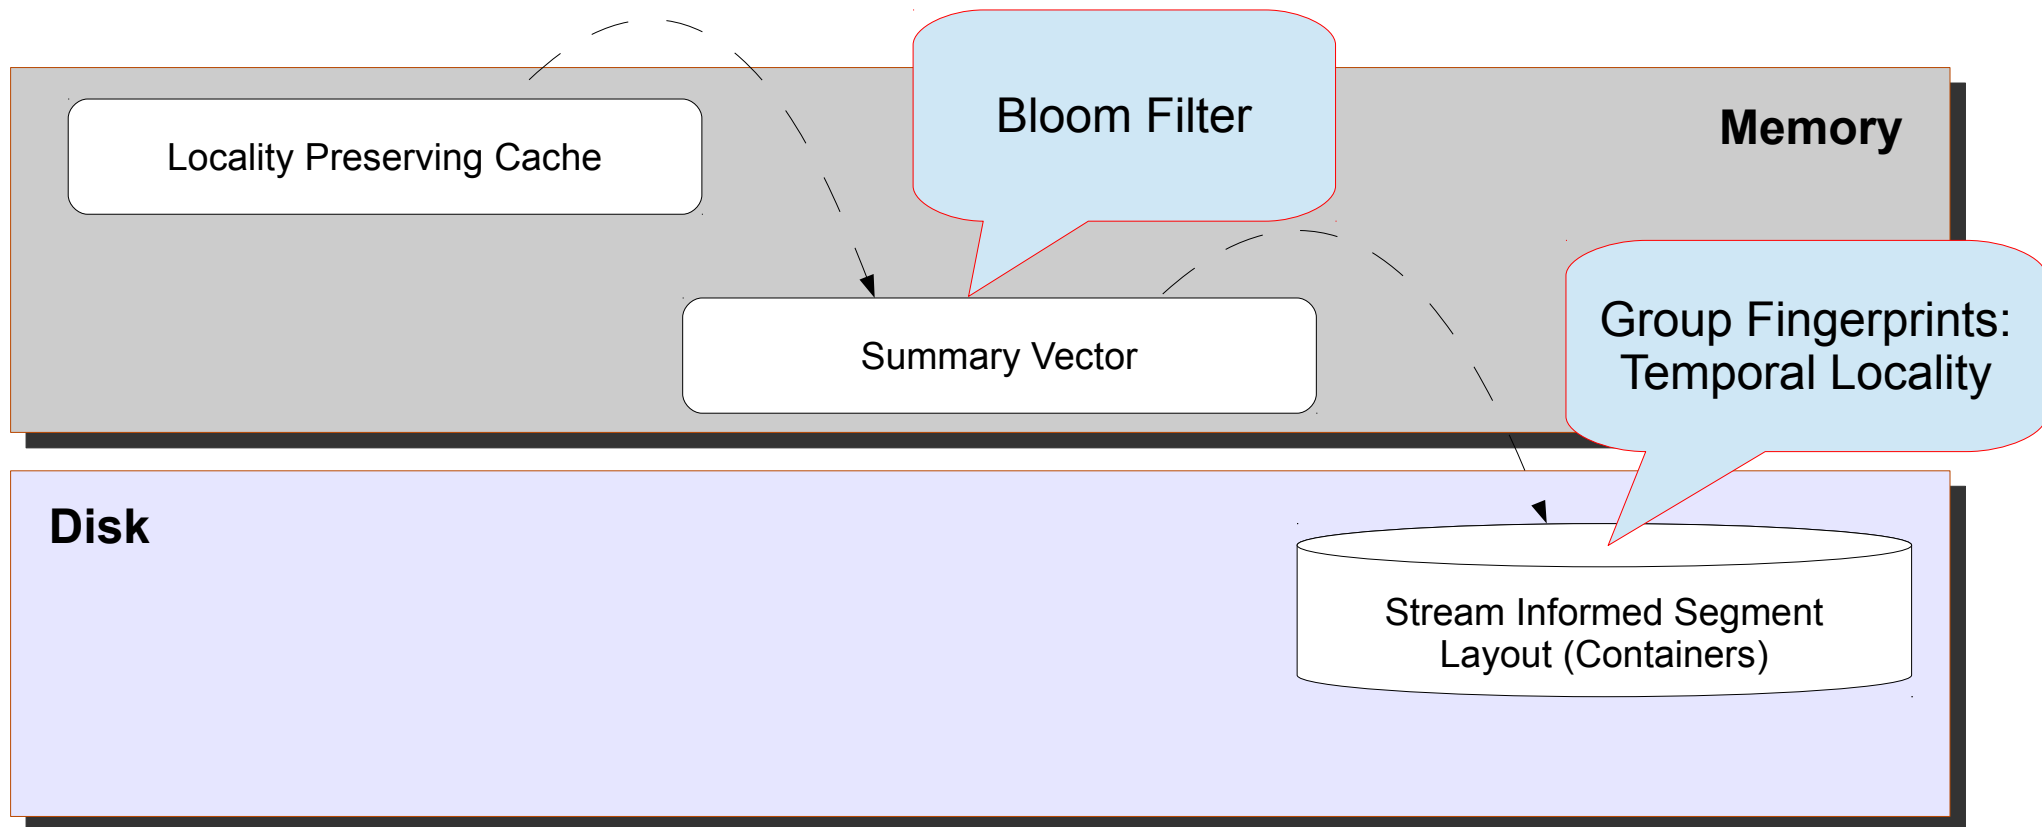 Bloom Filter
Memory
Locality Preserving Cache
Group Fingerprints:
Temporal Locality
Summary Vector
Disk
Stream Informed Segment
Layout (Containers)